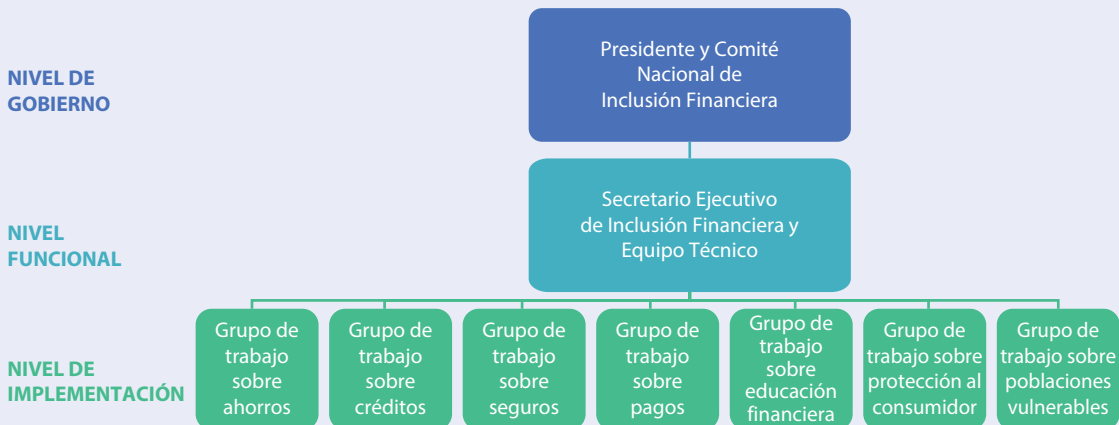 NIVEL DE
GOBIERNO
Presidente y Comité
Nacional de
Inclusión Financiera
NIVEL
FUNCIONAL
Secretario Ejecutivo
de Inclusión Financiera y
Equipo Técnico
NIVEL DE
IMPLEMENTACIÓN
Grupo de
trabajo
sobre
ahorros
Grupo de
trabajo
sobre
créditos
Grupo de
trabajo
sobre
seguros
Grupo de
trabajo
sobre
pagos
Grupo de
trabajo
sobre
educación
financiera
Grupo de
trabajo sobre
protección al
consumidor
Grupo de
trabajo sobre
poblaciones
vulnerables